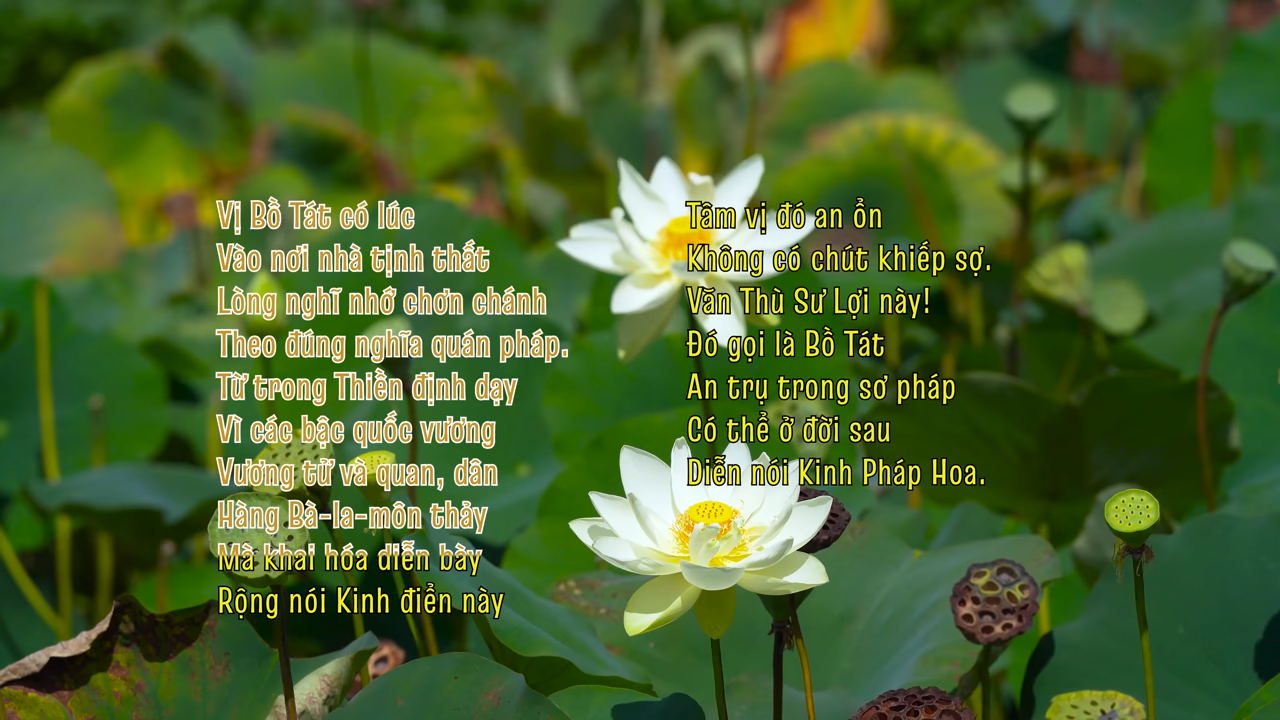 Vị Bồ Tát có lúc
Vào nơi nhà tịnh thất
Lòng nghĩ nhớ chơn chánh
Theo đúng nghĩa quán pháp.
Từ trong Thiền định dạy
Vì các bậc quốc vương
Vương tử và quan, dân
Hàng Bà-la-môn thảy
Mà khai hóa diễn bày
Rộng nói Kinh điển này
Tâm vị đó an ổn
Không có chút khiếp sợ.
Văn Thù Sư Lợi này!
Đó gọi là Bồ Tát
An trụ trong sơ pháp
Có thể ở đời sau
Diễn nói Kinh Pháp Hoa.